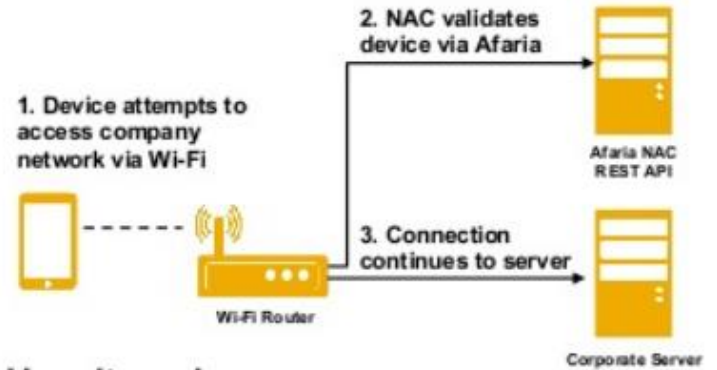 2. NAC validates
device via Afaria
1. Device attempts to
access company
network via Wi-Fi
Afaria NAC
REST API
3. Connection
continues to server
Wi-Fi Router
Corporate Server